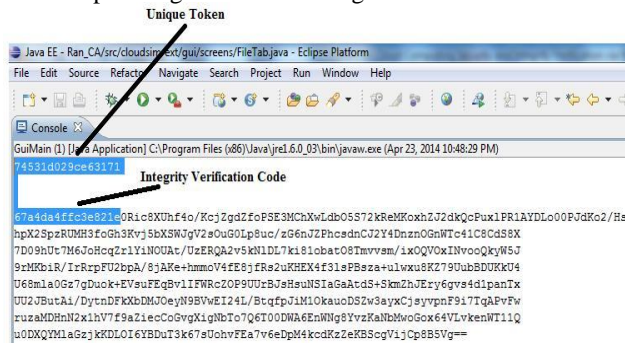 Unique Token
Java EE - Ran_CA/src/cloudsim/ext/gui/screens/FileTab.java - Eclipse Platform
File Edit Source Refactor Navigate Search Project Run Window Help
Console
GuiMain (1) [Java Application] C:\Program Files (x86)\Java\jre1.6.0_03\bin\javaw.exe (Apr 23, 2014 10:48:29 PM)
74531d029ce63171
Integrity Verification Code
67a4da4ffc3e821e0Ric8XUhf4o/KcjZgdZfoPSE3MChXwLdbO5S72kReMKoxhZJ2dkQcPuxlPR1AYDLo00PJdKo2/Hs
hpX2SpzRUMH3foGh3Kvj5bXSWJgV2sOuG0Lp8uc/zG6nJZPhcsdnCJ2Y4DnznOGnWTc41C8CdS8X
7D09hUt7M6JoHcqZrlYiNOUAt/UzERQA2v5kNlDL7ki81obatO8Tmvvsm/ixOQVOxINvooQkyW5J
9rMKbiR/IrRrpFU2bpA/8jAKe+hmmoV4fE8jfRs2uKHEX4f3lsPBsza+ulwxu8KZ79UubBDUKkU4
U68mla0Gz7gDuok+EVsuFEqBvlIFWRcZOP9UUrBJsHsuNSIaGaAtdS+SkmZhJEry6gvs4d1panTx
UU2JButAi/DytnDFkXbDMJOeyN9BVwEI24L/BtqfpJiM1OkauoDSZw3ayxCjsyvpnF9i7TqAPvFw
ruzaMDHnN2x1hV7f9aZiecCoGvgXigNbTo7Q6T00DWA6EnWNg8YvzKaNbMwoGox64VLvkenWT11Q
u0DXQYMlaGzjkKDLOI6YBDuT3k67sUohvFEa7v6eDpM4kcdKzZeKBScgVijCp8B5Vg==